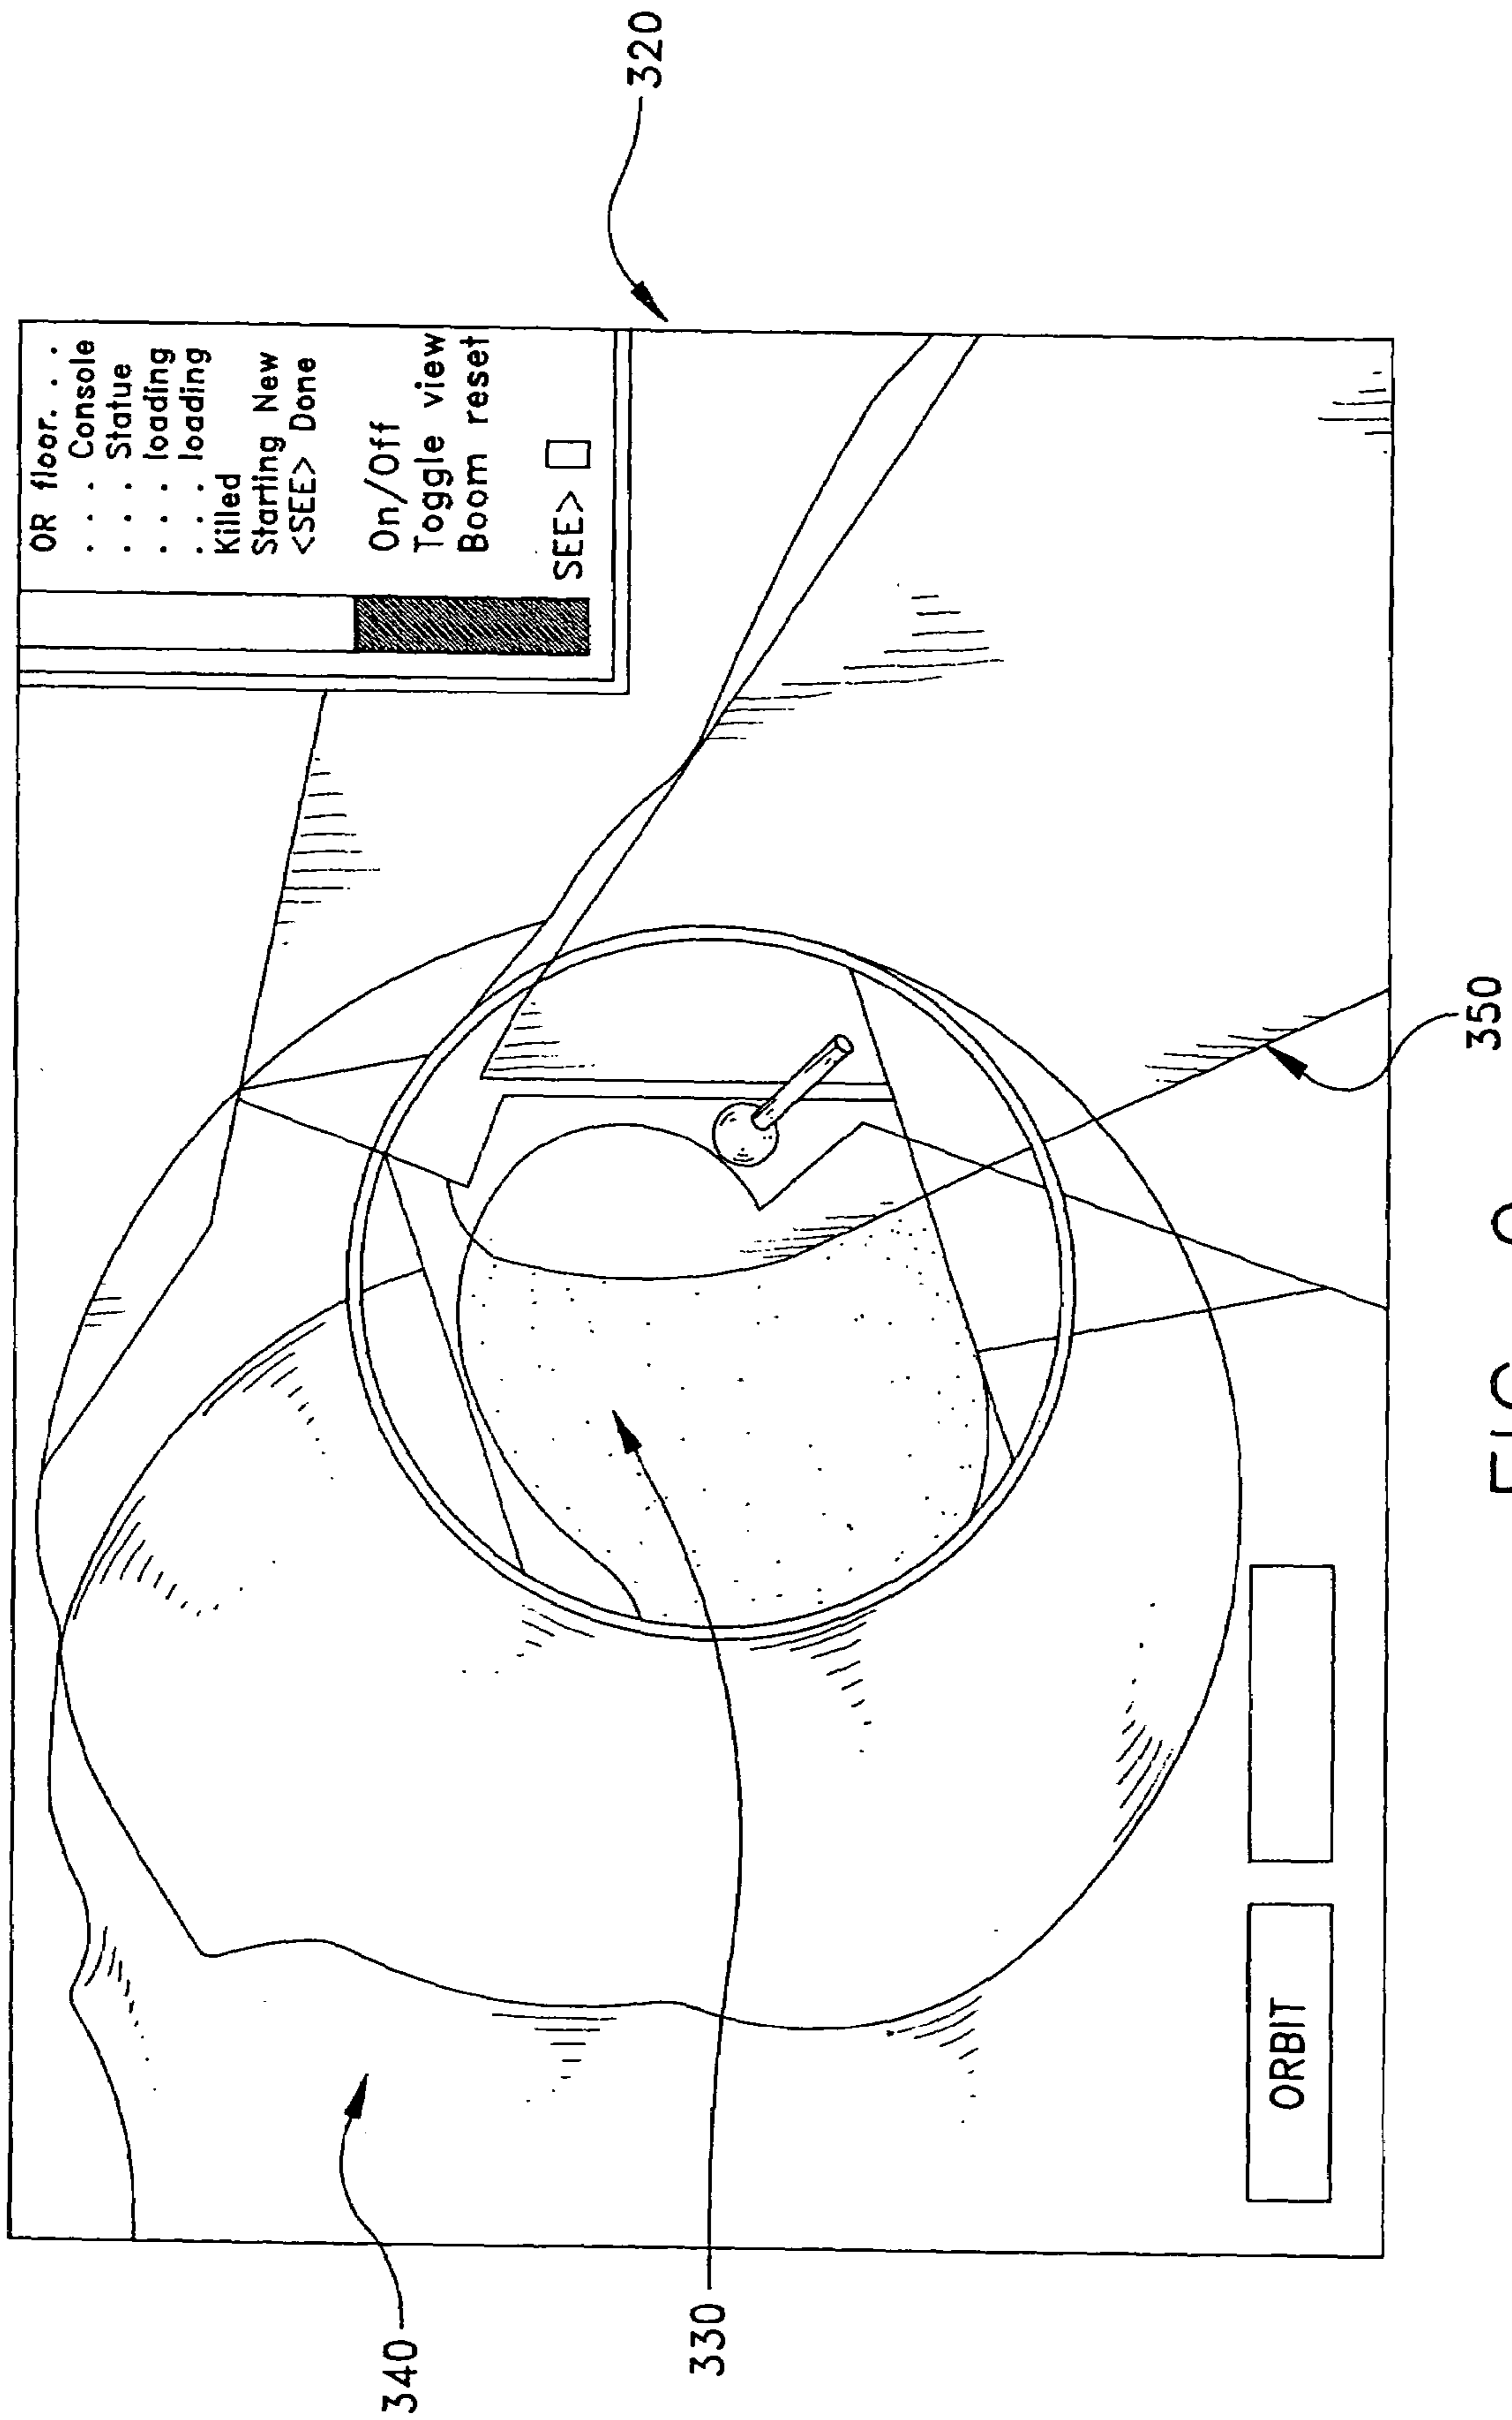 OR floor. . .
. . . Console
. . . Statue
. . . loading
. . . loading
Killed
Starting New
<SEE> Done
On/Off
Toggle view
Boom reset
SEE>
320
340
330
350
ORBIT